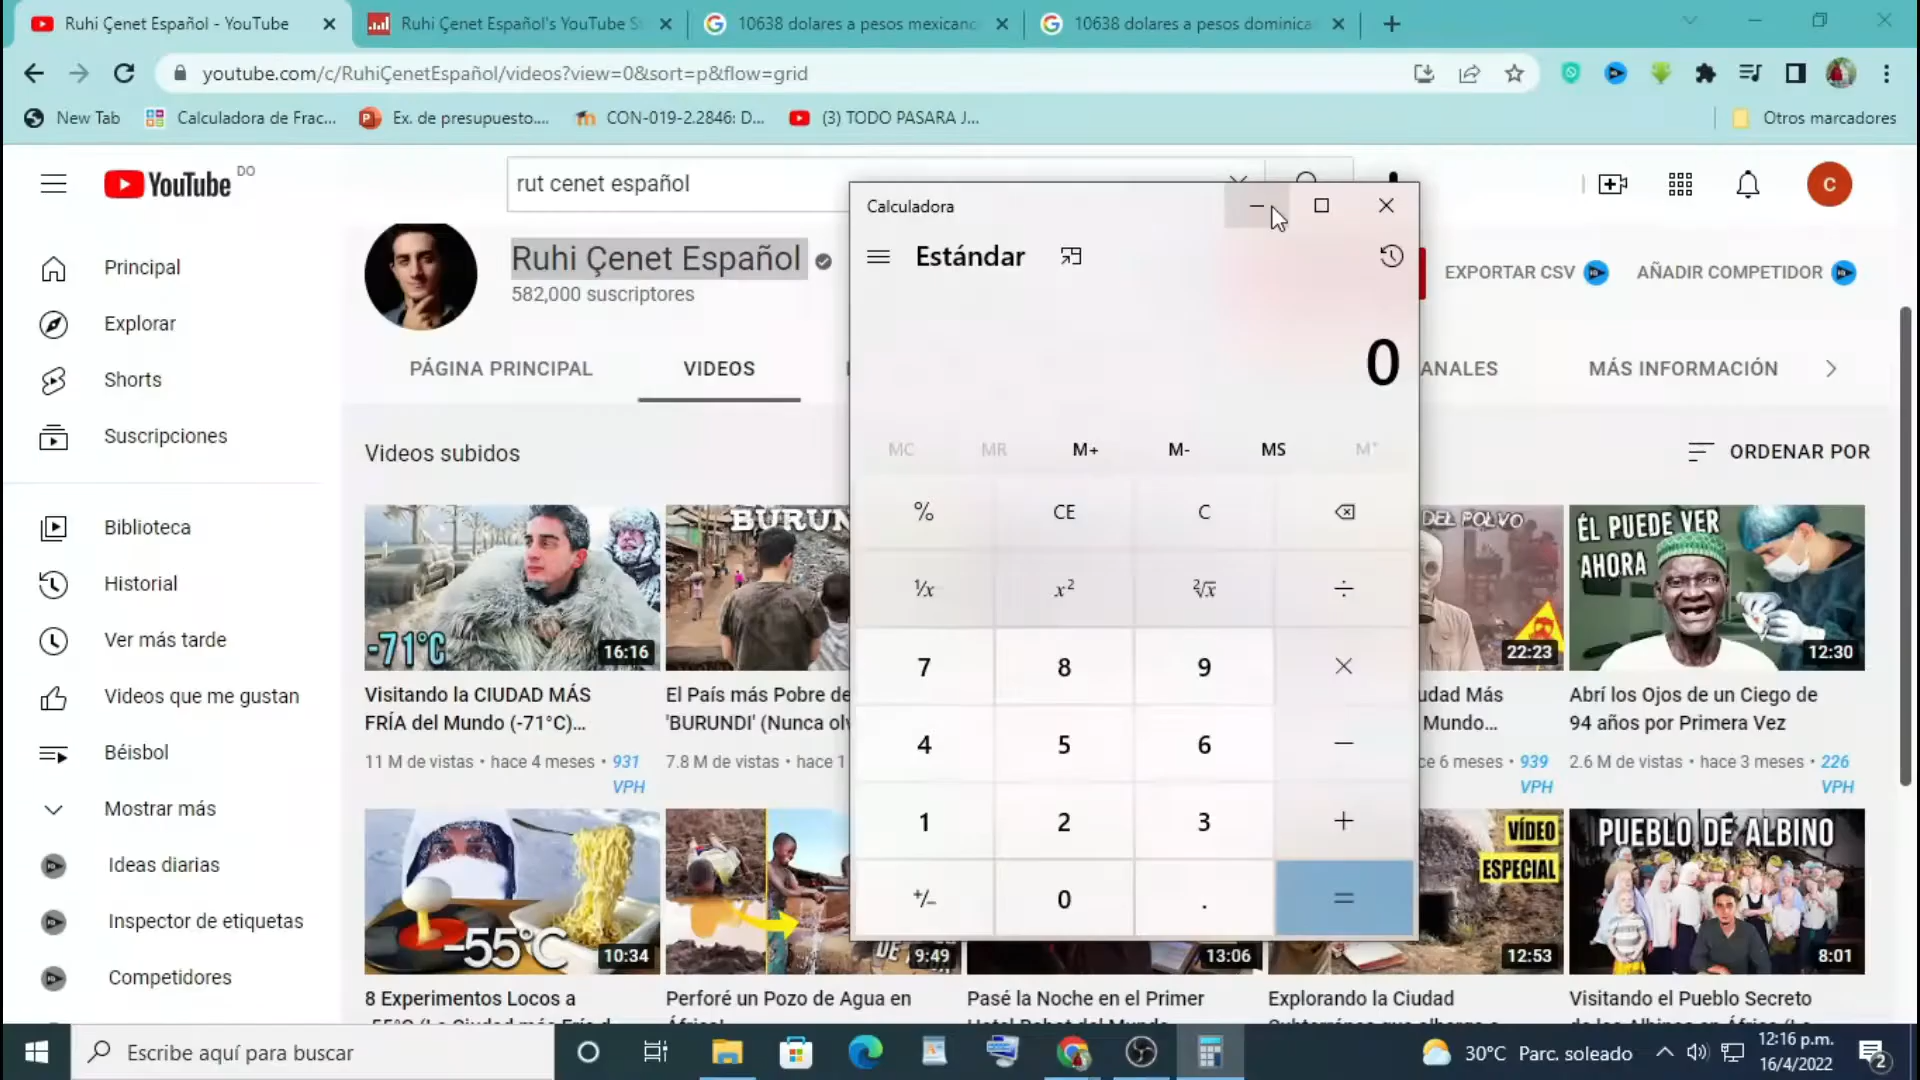 Ruhi Çenet Español - YouTube
Ruhi Çenet Español's YouTube S
10638 dolares a pesos mexicano
10638 dolares a pesos dominica
youtube.com/c/RuhiÇenetEspañol/videos?view=0&sort=p&flow=grid
New Tab
Calculadora de Frac...
Ex. de presupuesto....
CON-019-2.2846: D...
(3) TODO PASARA J...
Otros marcadores
YouTube DO
rut cenet español
C
Principal
Explorar
Shorts
Suscripciones
Biblioteca
Historial
Ver más tarde
Videos que me gustan
Béisbol
Mostrar más
Ideas diarias
Inspector de etiquetas
Competidores
Ruhi Çenet Español
582,000 suscriptores
EXPORTAR CSV
AÑADIR COMPETIDOR
PÁGINA PRINCIPAL
VIDEOS
ANALES
MÁS INFORMACIÓN
Videos subidos
ORDENAR POR
-71°C
16:16
Visitando la CIUDAD MÁS
FRÍA del Mundo (-71°C)...
11 M de vistas • hace 4 meses • 931
VPH
BURUN
El País más Pobre de
'BURUNDI' (Nunca olv
7.8 M de vistas • hace 1
DEL POLVO
22:23
udad Más
Mundo...
ce 6 meses • 939
VPH
ÉL PUEDE VER
AHORA
12:30
Abrí los Ojos de un Ciego de
94 años por Primera Vez
2.6 M de vistas • hace 3 meses • 226
VPH
-55°C
10:34
8 Experimentos Locos a
DE
9:49
Perforé un Pozo de Agua en
África!
13:06
Pasé la Noche en el Primer
Hotel Robot del Mundo
VÍDEO
ESPECIAL
12:53
Explorando la Ciudad
PUEBLO DE ALBINO
8:01
Visitando el Pueblo Secreto
Calculadora
Estándar
0
MC MR M+ M- MS M
% CE C
¹/x x² ²√x ÷
7 8 9 ×
4 5 6 −
1 2 3 +
+/− 0 . =
Escribe aquí para buscar
30°C Parc. soleado
12:16 p.m.
16/4/2022
2